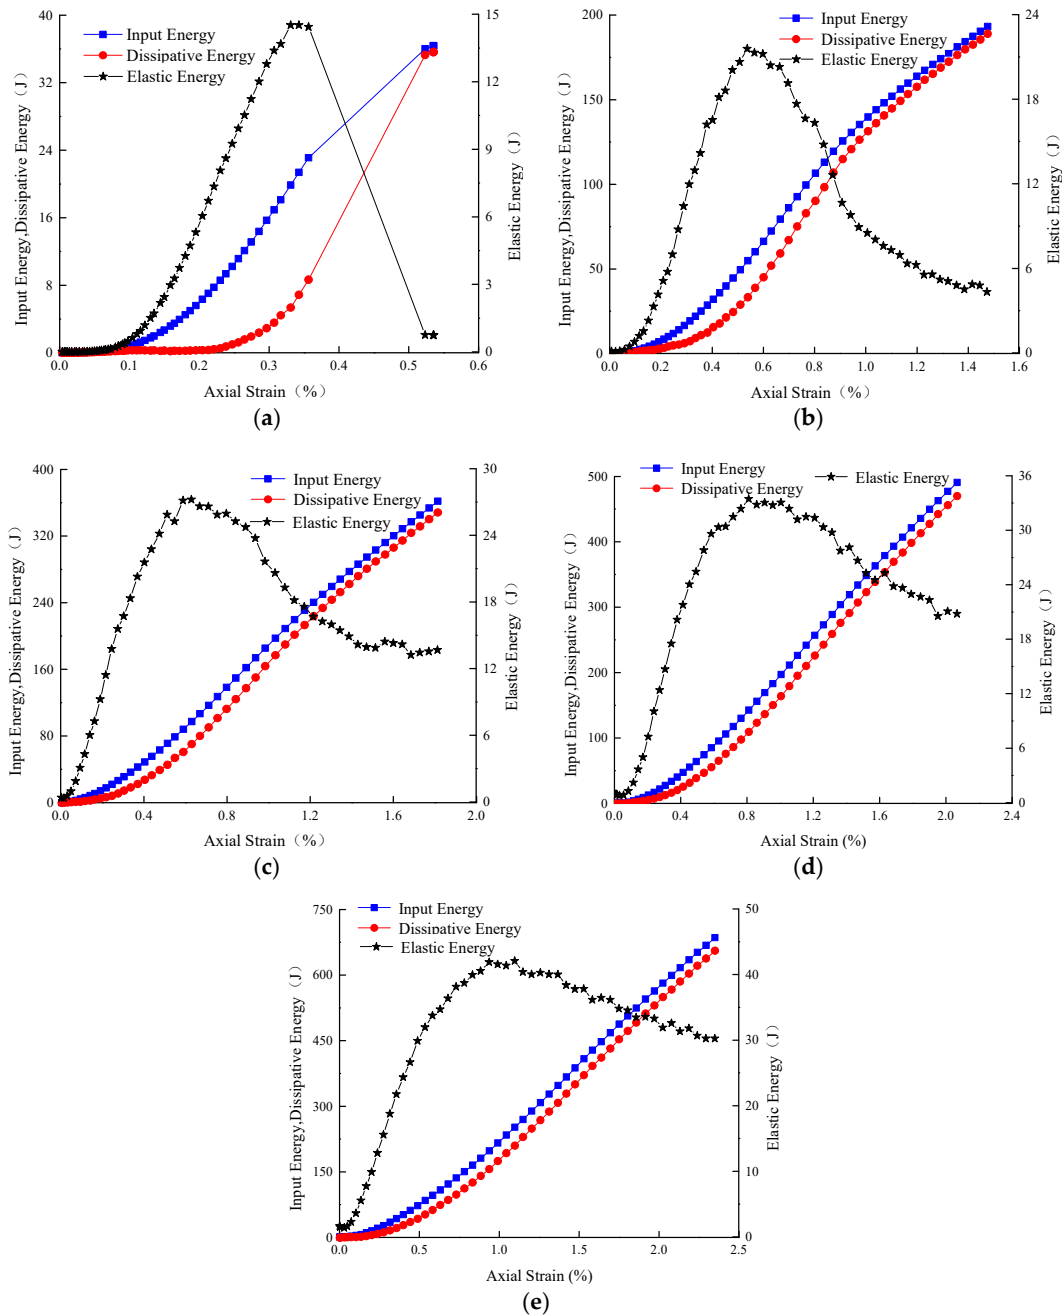 Input Energy
Dissipative Energy
Elastic Energy
Input Energy,Dissipative Energy（J）
40
32
24
16
8
0
Elastic Energy（J）
15
12
9
6
3
0
0.0 0.1 0.2 0.3 0.4 0.5 0.6
Axial Strain（%）
(a)
Input Energy
Dissipative Energy
Elastic Energy
Input Energy,Dissipative Energy（J）
200
150
100
50
0
Elastic Energy（J）
24
18
12
6
0
0.0 0.2 0.4 0.6 0.8 1.0 1.2 1.4 1.6
Axial Strain（%）
(b)
Input Energy
Dissipative Energy
Elastic Energy
Input Energy,Dissipative Energy（J）
400
320
240
160
80
0
Elastic Energy（J）
30
24
18
12
6
0
0.0 0.4 0.8 1.2 1.6 2.0
Axial Strain（%）
(c)
Input Energy
Dissipative Energy
Elastic Energy
Input Energy,Dissipative Energy（J）
500
400
300
200
100
0
Elastic Energy（J）
36
30
24
18
12
6
0
0.0 0.4 0.8 1.2 1.6 2.0 2.4
Axial Strain (%)
(d)
Input Energy
Dissipative Energy
Elastic Energy
Input Energy,Dissipative Energy（J）
750
600
450
300
150
0
Elastic Energy（J）
50
40
30
20
10
0
0.0 0.5 1.0 1.5 2.0 2.5
Axial Strain (%)
(e)